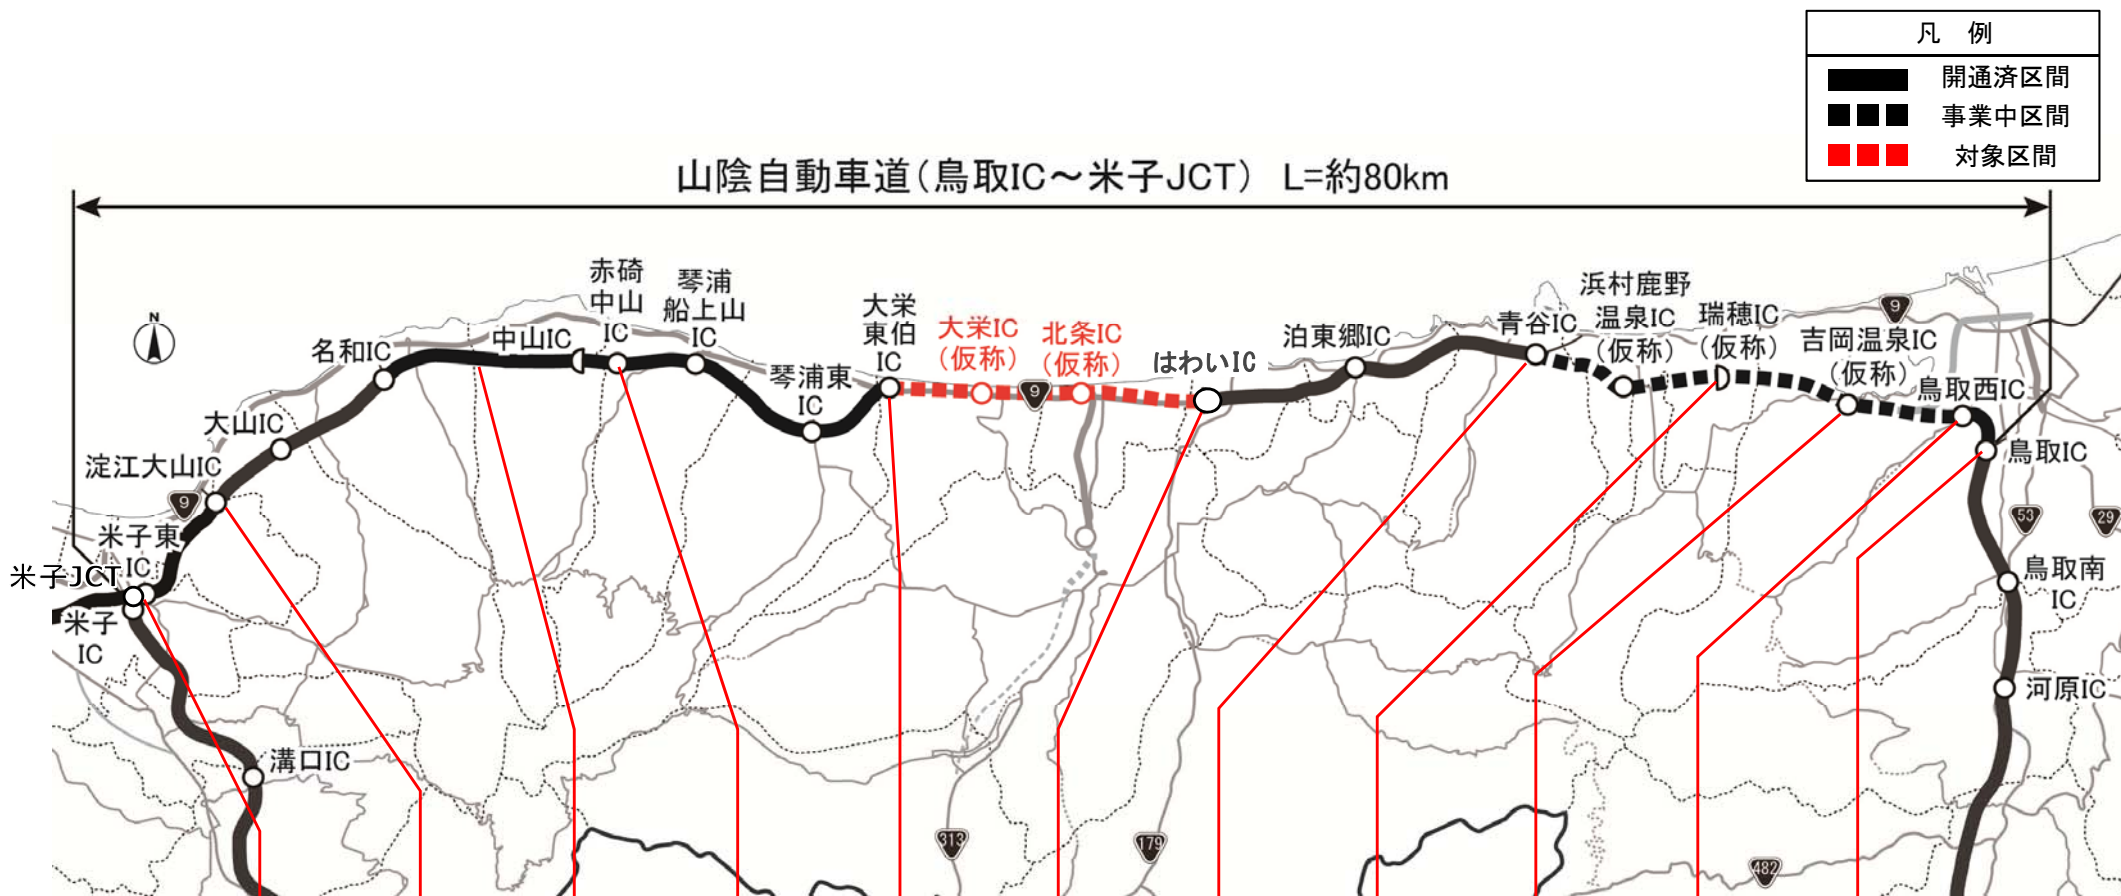 凡 例
開通済区間
事業中区間
対象区間
山陰自動車道(鳥取IC～米子JCT) L=約80km
N
米子JCT
米子
IC
米子東
IC
9
淀江大山IC
大山IC
名和IC
中山IC
赤碕
中山
IC
琴浦
船上山
IC
琴浦東
IC
大栄
東伯
IC
大栄IC
(仮称)
9
北条IC
(仮称)
はわいIC
泊東郷IC
青谷IC
浜村鹿野
温泉IC
(仮称)
瑞穂IC
(仮称)
9
吉岡温泉IC
(仮称)
鳥取西IC
鳥取IC
53
29
鳥取南
IC
河原IC
溝口IC
313
179
482